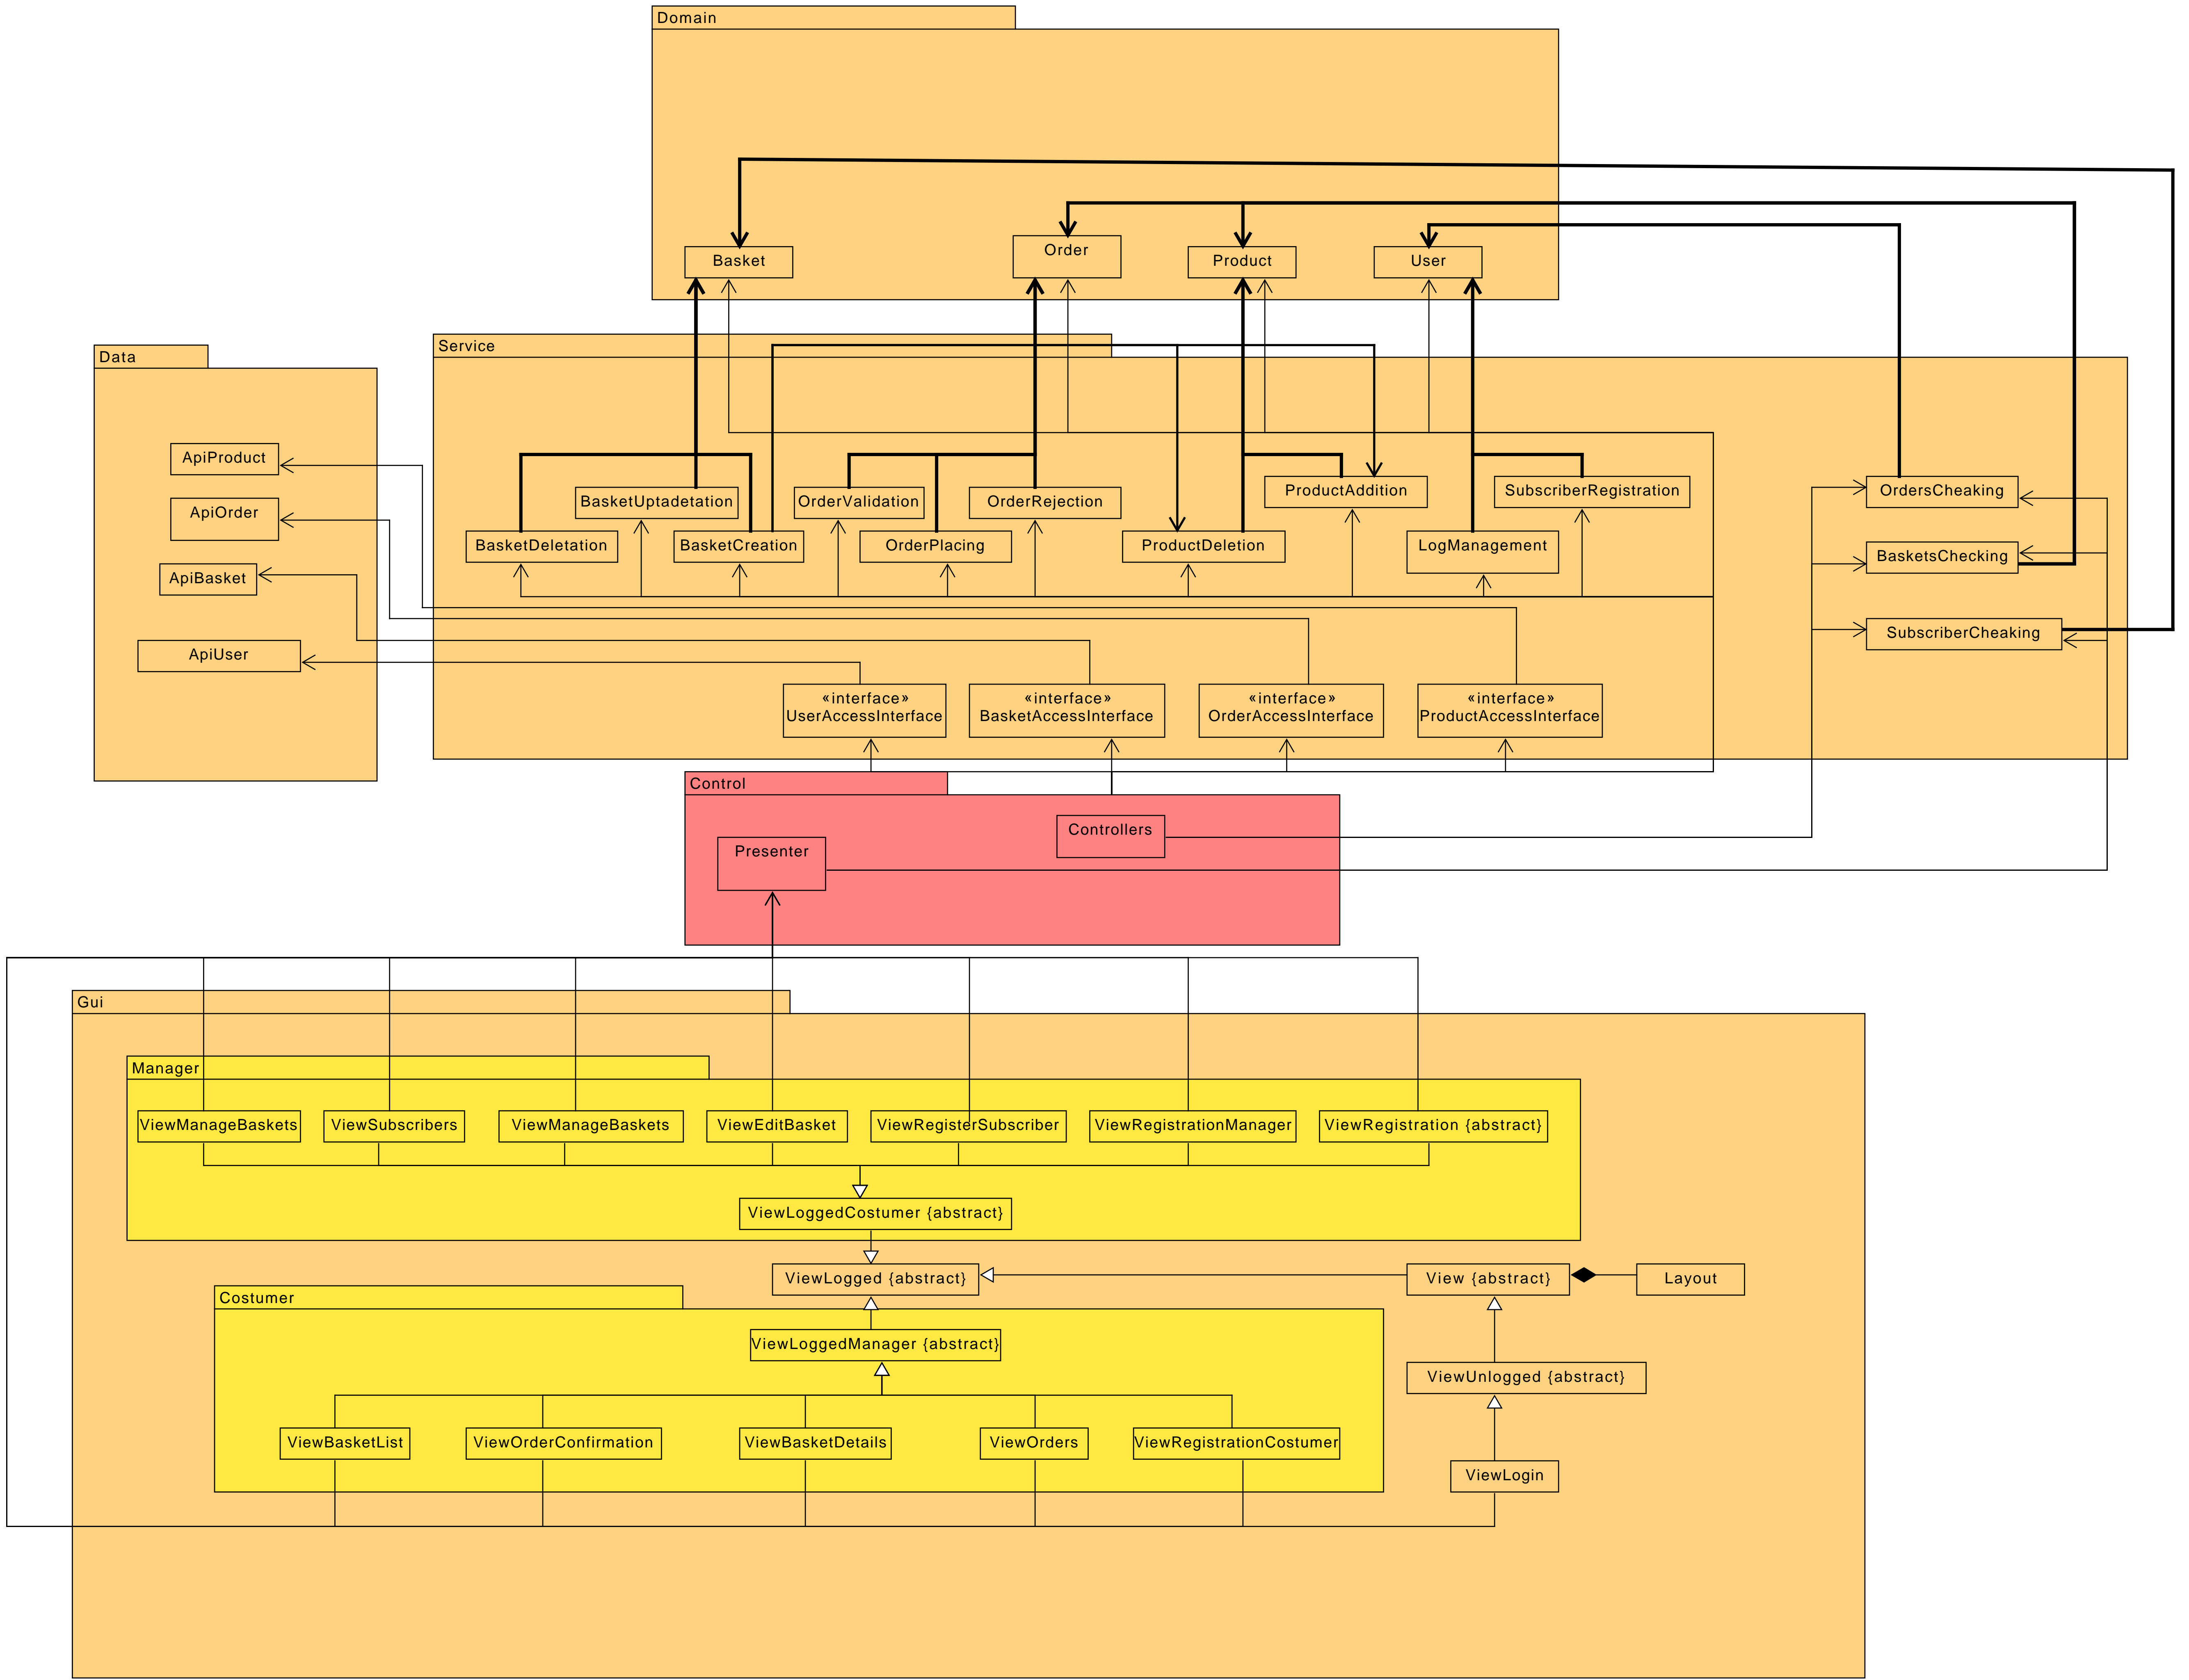 Domain
Basket
Order
Product
User
Data
ApiProduct
ApiOrder
ApiBasket
ApiUser
Service
BasketUptadetation
OrderValidation
OrderRejection
ProductAddition
SubscriberRegistration
OrdersCheaking
BasketDeletation
BasketCreation
OrderPlacing
ProductDeletion
LogManagement
BasketsChecking
SubscriberCheaking
«interface»
UserAccessInterface
«interface»
BasketAccessInterface
«interface»
OrderAccessInterface
«interface»
ProductAccessInterface
Control
Controllers
Presenter
Gui
Manager
ViewManageBaskets
ViewSubscribers
ViewManageBaskets
ViewEditBasket
ViewRegisterSubscriber
ViewRegistrationManager
ViewRegistration {abstract}
ViewLoggedCostumer {abstract}
ViewLogged {abstract}
View {abstract}
Layout
Costumer
ViewLoggedManager {abstract}
ViewUnlogged {abstract}
ViewBasketList
ViewOrderConfirmation
ViewBasketDetails
ViewOrders
ViewRegistrationCostumer
ViewLogin